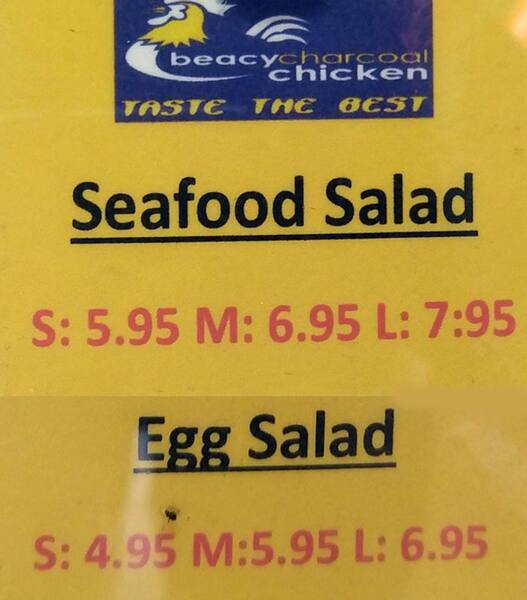 beacycharcoal
chicken
TASTE THE BEST
Seafood Salad
S: 5.95 M: 6.95 L: 7:95
Egg Salad
S: 4.95 M:5.95 L: 6.95